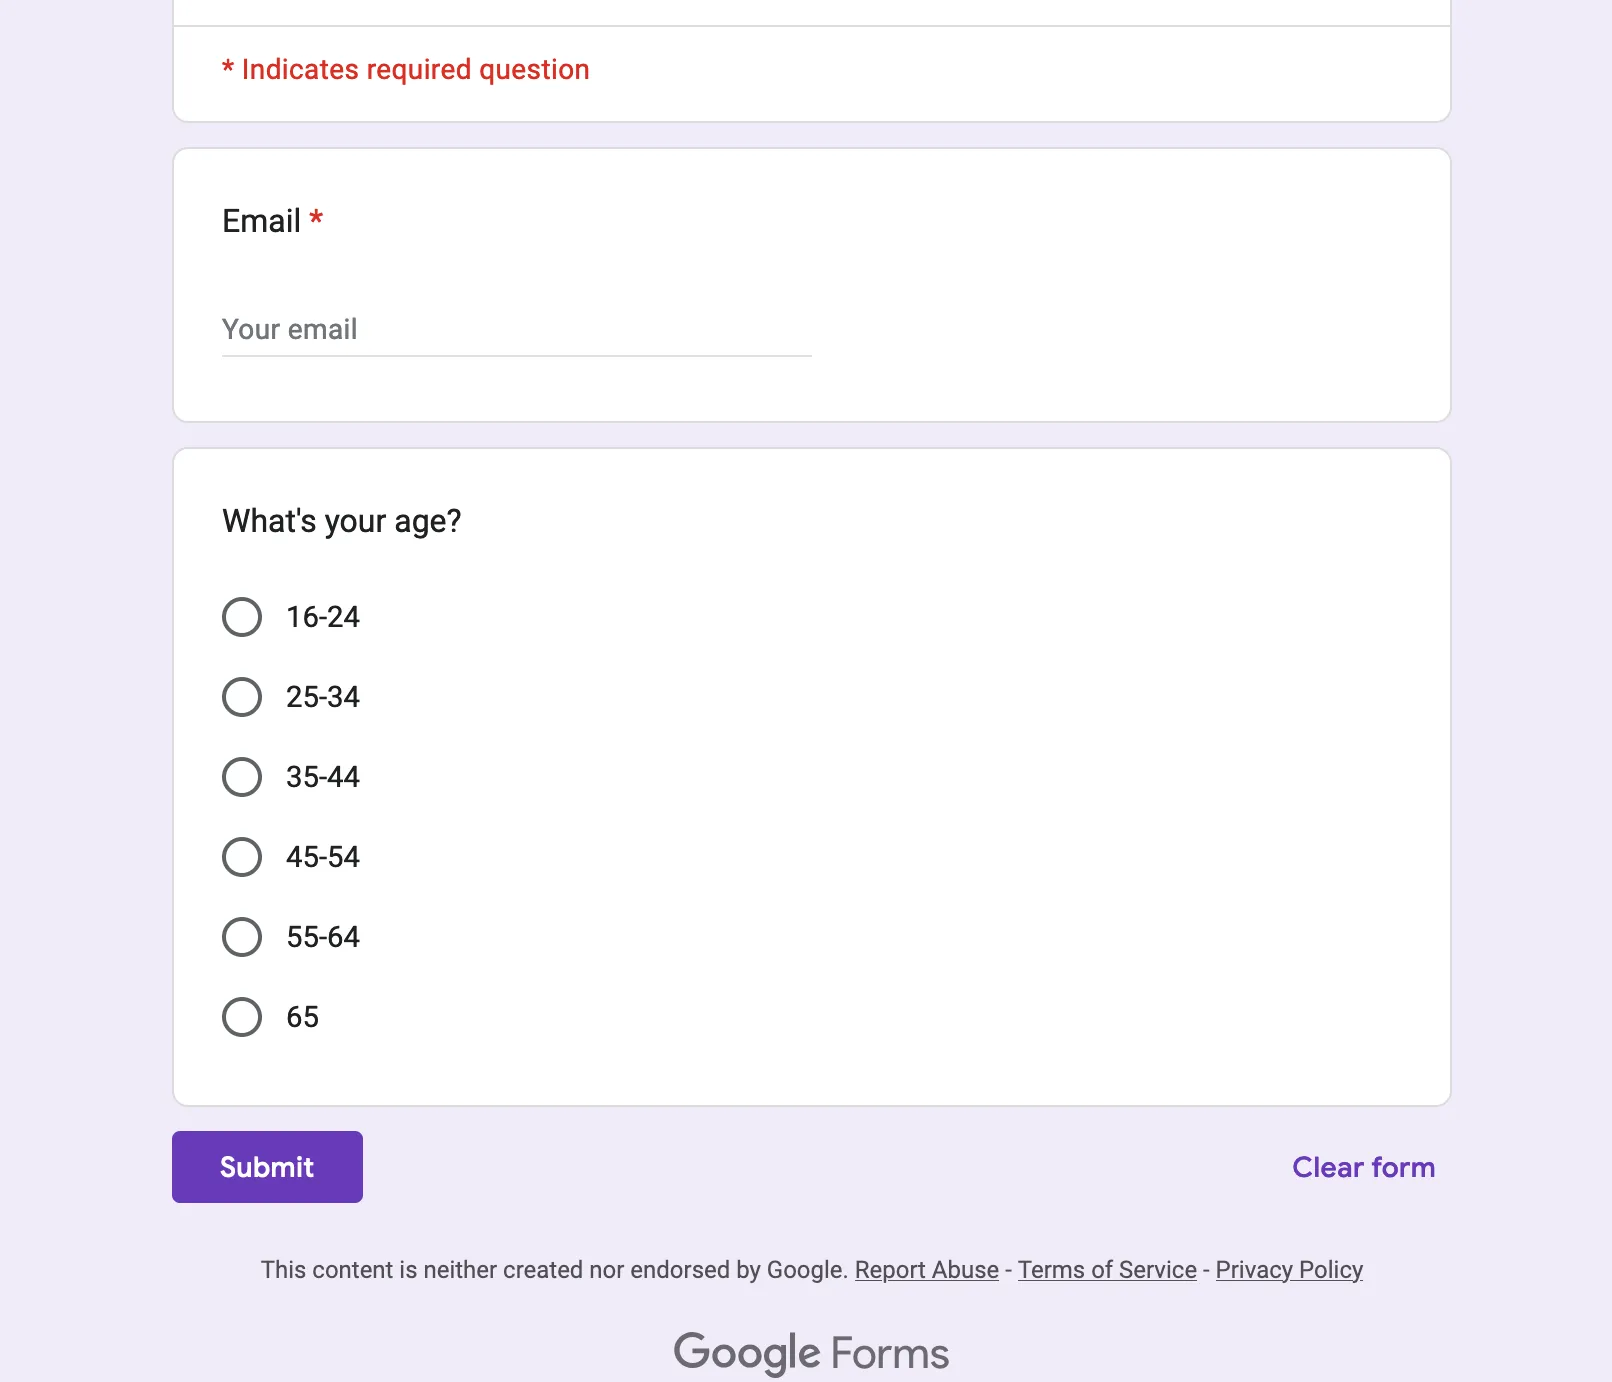 * Indicates required question
Email *
Your email
What's your age?
16-24
25-34
35-44
45-54
55-64
65
Submit
Clear form
This content is neither created nor endorsed by Google. Report Abuse - Terms of Service - Privacy Policy
Google Forms